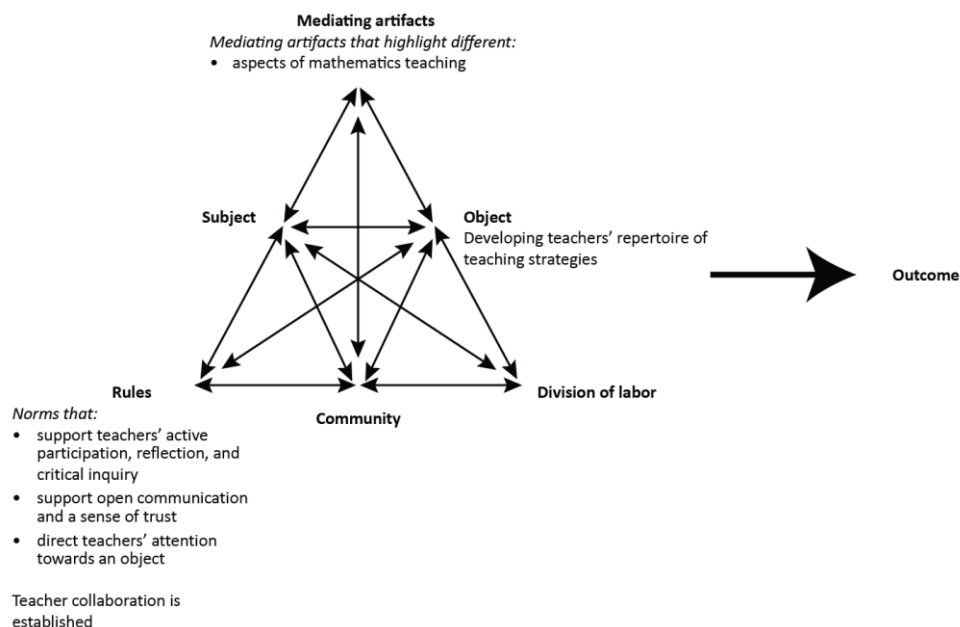 Mediating artifacts
Mediating artifacts that highlight different:
• aspects of mathematics teaching
Subject
Object
Developing teachers’ repertoire of
teaching strategies
Outcome
Rules
Community
Division of labor
Norms that:
• support teachers’ active
participation, reflection, and
critical inquiry
• support open communication
and a sense of trust
• direct teachers’ attention
towards an object
Teacher collaboration is
established